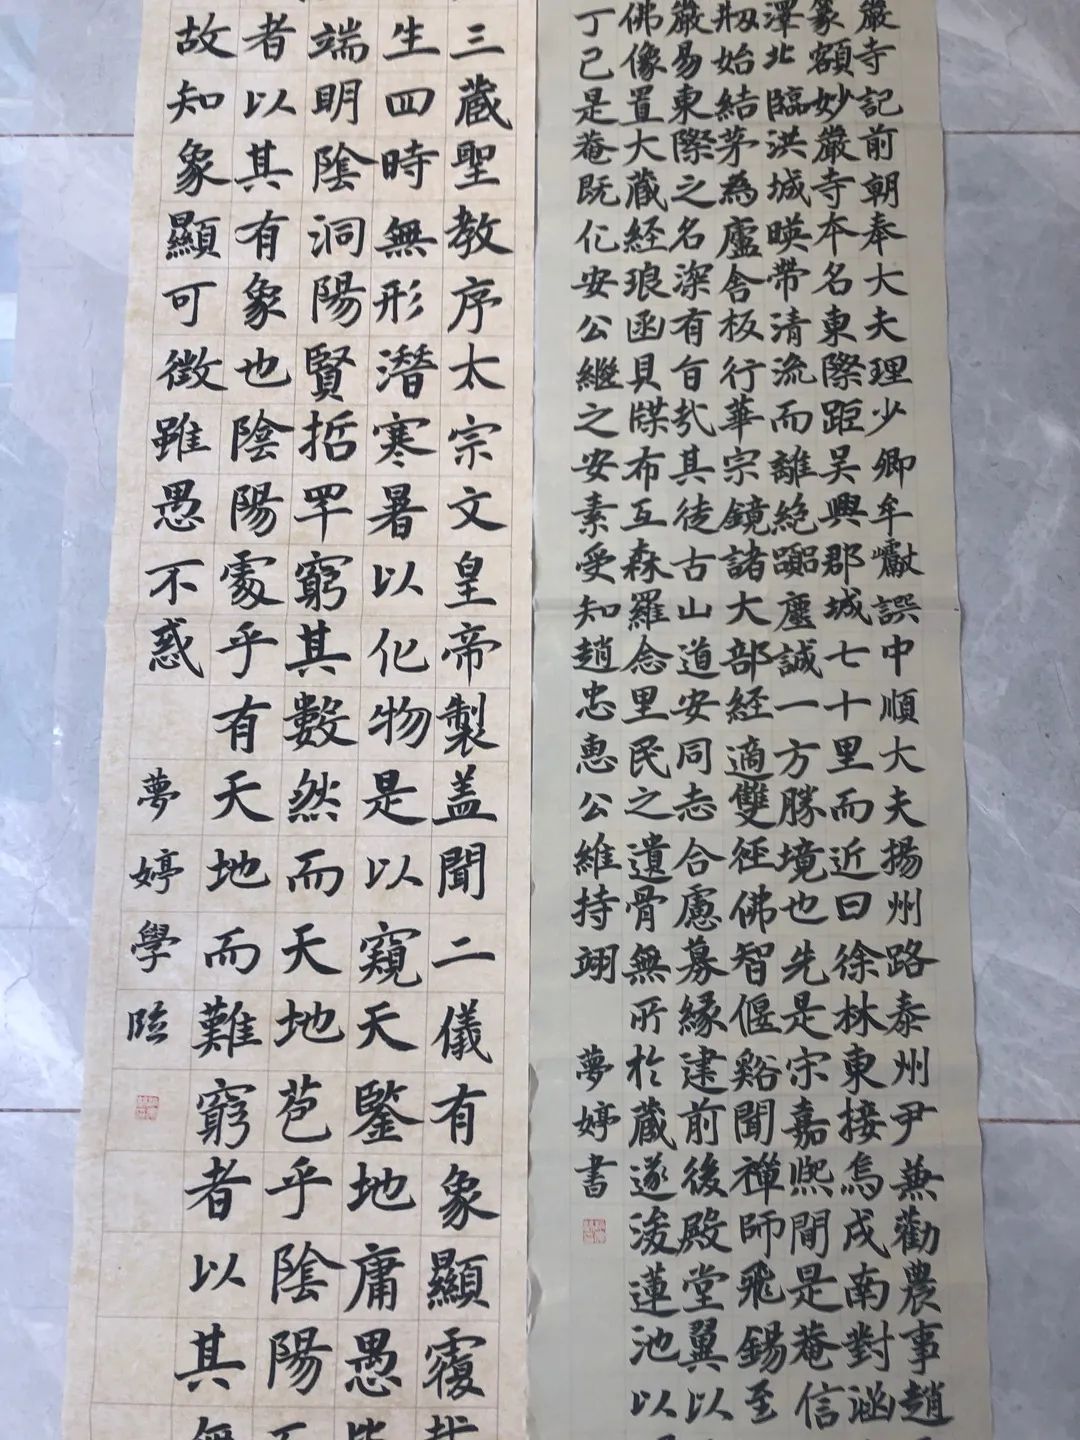 嚴寺記前朝奉大夫理少卿牟巘譔中順大夫揚州路泰州尹兼勸農事趙
篆額妙嚴寺本名東際距吳興郡城七十里而近曰徐林東接烏戍南對涵
澤北臨洪城暎帶清流而離絶囂塵誠一方勝境也先是宋嘉熙間是菴信
剏始結茅為廬舍板行華宗鏡諸大部經適雙徑佛智偃谿聞禪師飛錫至
嚴易東際之名深有旨哉其徒古山道安同志合慮募緣建前後殿堂翼以
佛像置大藏經琅函貝牒布互森羅念里民之遺骨無所於藏遂浚蓮池以
丁巳是菴既化安公繼之安素受知趙忠惠公維持翊
夢婷書
三藏聖教序太宗文皇帝製盖聞二儀有象顯覆
生四時無形潛寒暑以化物是以窺天鑒地庸愚皆
端明陰洞陽賢哲罕窮其數然而天地苞乎陰陽
者以其有象也陰陽處乎有天地而難窮者以其無
故知象顯可徵雖愚不惑
夢婷學臨